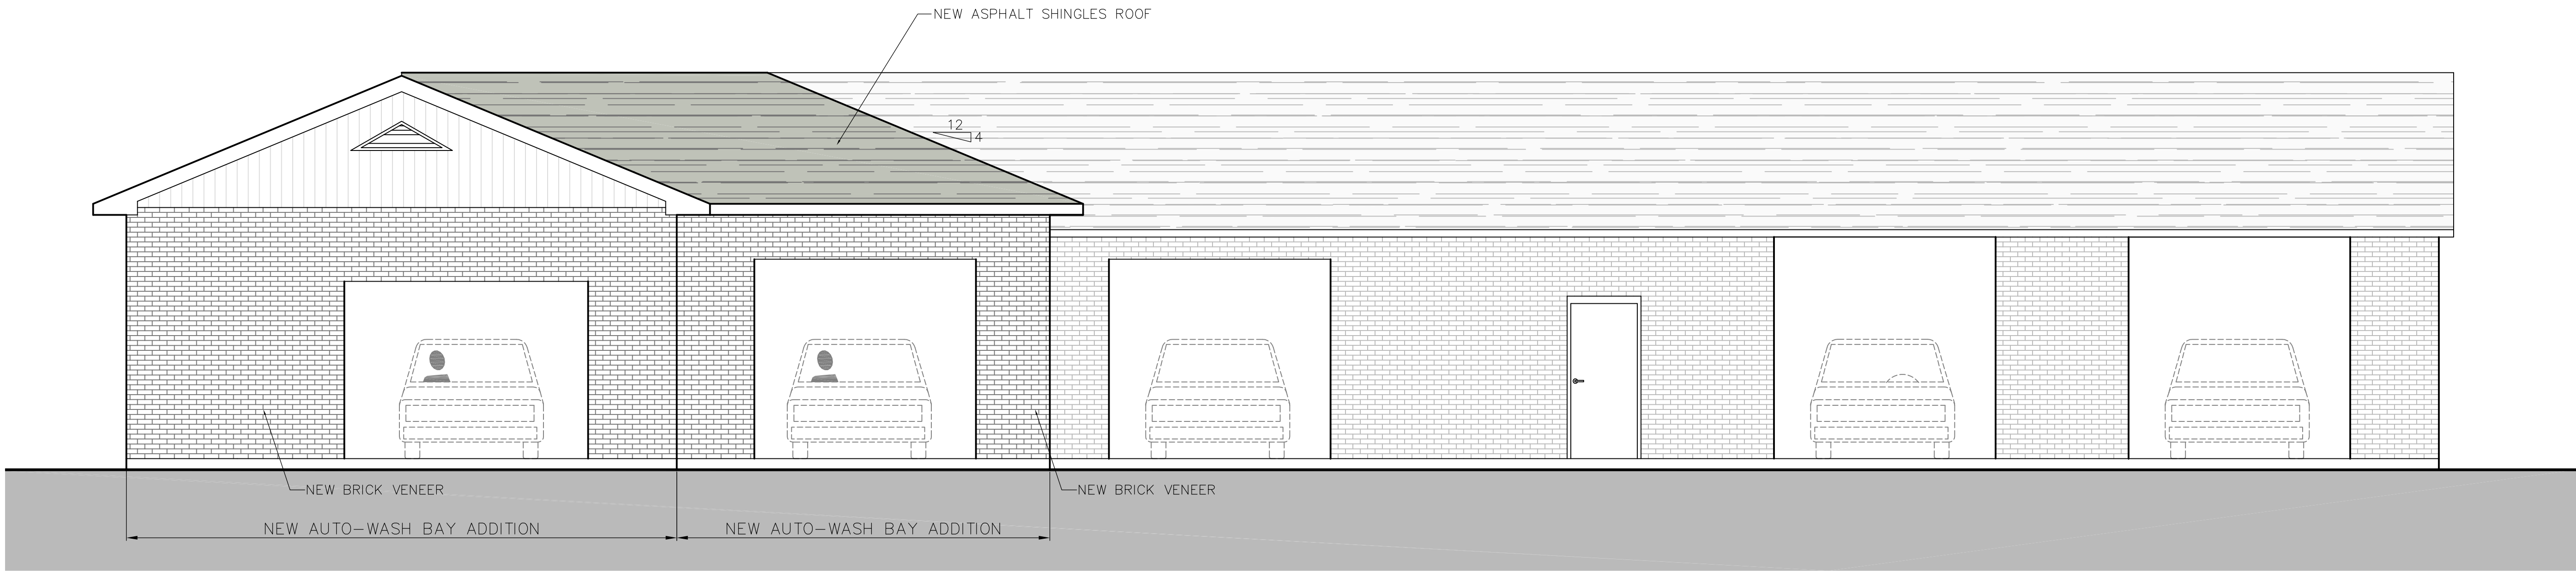 NEW ASPHALT SHINGLES ROOF
12
4
NEW BRICK VENEER
NEW BRICK VENEER
NEW AUTO-WASH BAY ADDITION
NEW AUTO-WASH BAY ADDITION